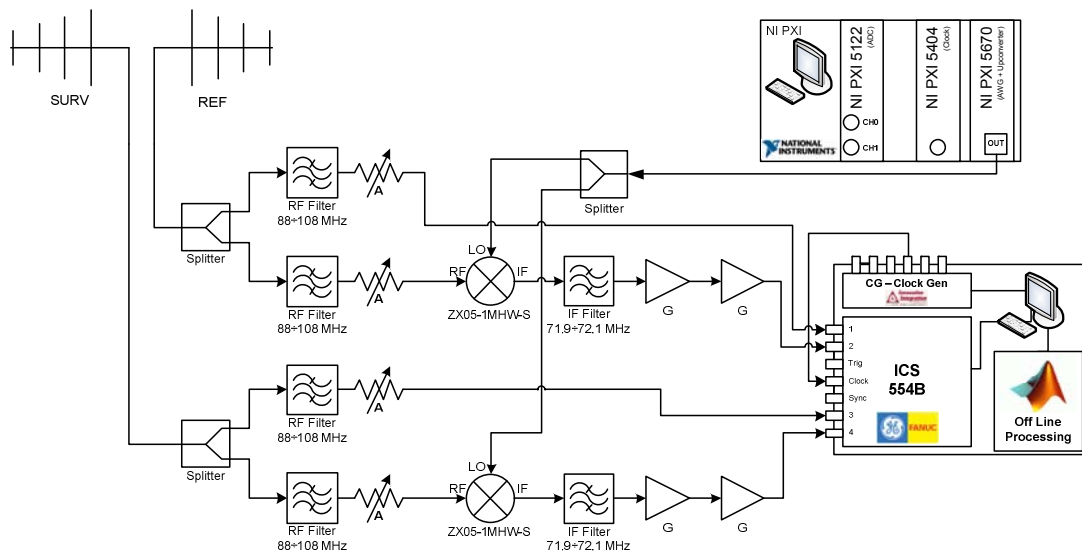 SURV
REF
NI PXI
NATIONAL
INSTRUMENTS
NI PXI 5122
(ADC)
CH0
CH1
NI PXI 5404
(Clock)
NI PXI 5670
(AWG + Upconverter)
OUT
Splitter
RF Filter
88÷108 MHz
A
Splitter
RF Filter
88÷108 MHz
A
LO
RF
IF
ZX05-1MHW-S
IF Filter
71,9÷72,1 MHz
G
G
CG – Clock Gen
1
2
Trig
Clock
Sync
3
4
ICS
554B
GE
FANUC
Off Line
Processing
RF Filter
88÷108 MHz
A
Splitter
RF Filter
88÷108 MHz
A
LO
RF
IF
ZX05-1MHW-S
IF Filter
71,9÷72,1 MHz
G
G